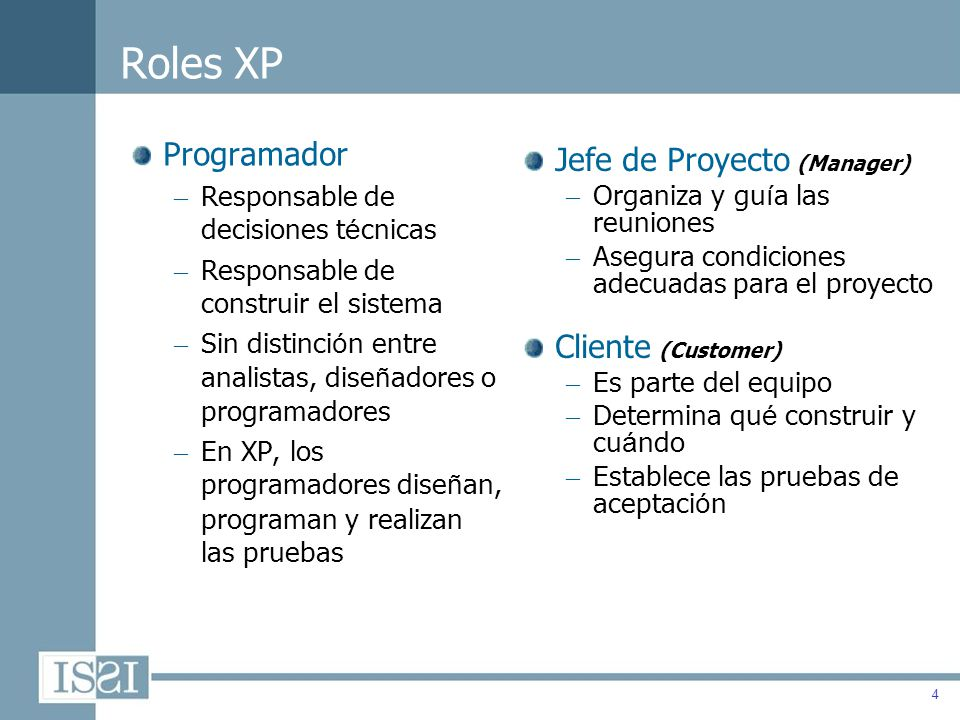 Roles XP
Programador
– Responsable de
decisiones técnicas
– Responsable de
construir el sistema
– Sin distinción entre
analistas, diseñadores o
programadores
– En XP, los
programadores diseñan,
programan y realizan
las pruebas
Jefe de Proyecto (Manager)
– Organiza y guía las
reuniones
– Asegura condiciones
adecuadas para el proyecto
Cliente (Customer)
– Es parte del equipo
– Determina qué construir y
cuándo
– Establece las pruebas de
aceptación
ISSI
4